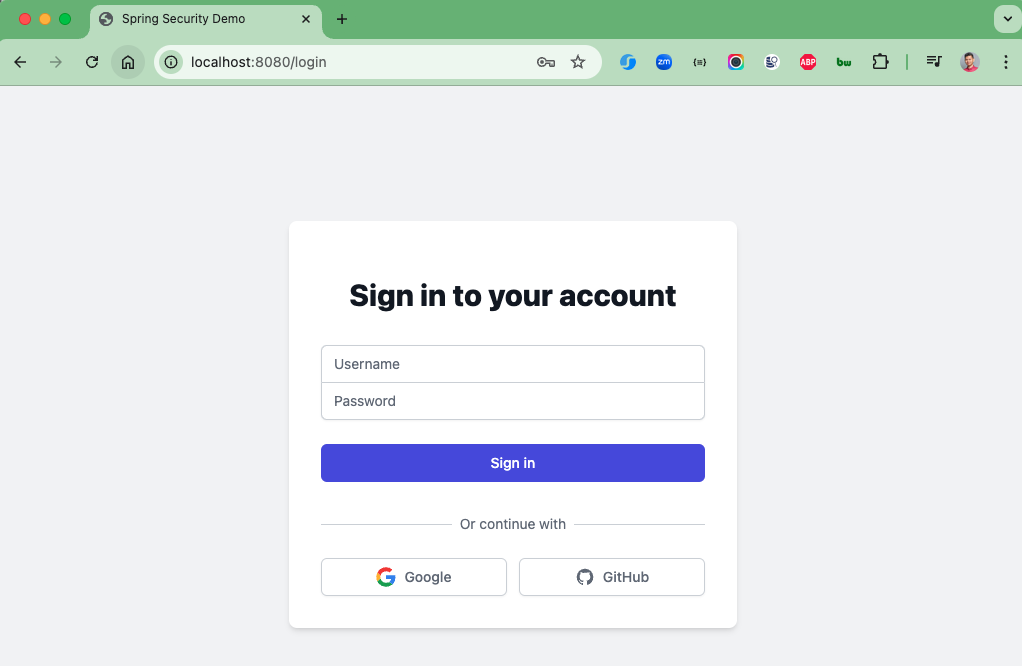 Spring Security Demo
localhost:8080/login
zm
{≡}
ABP
bw
Sign in to your account
Username
Password
Sign in
Or continue with
Google
GitHub